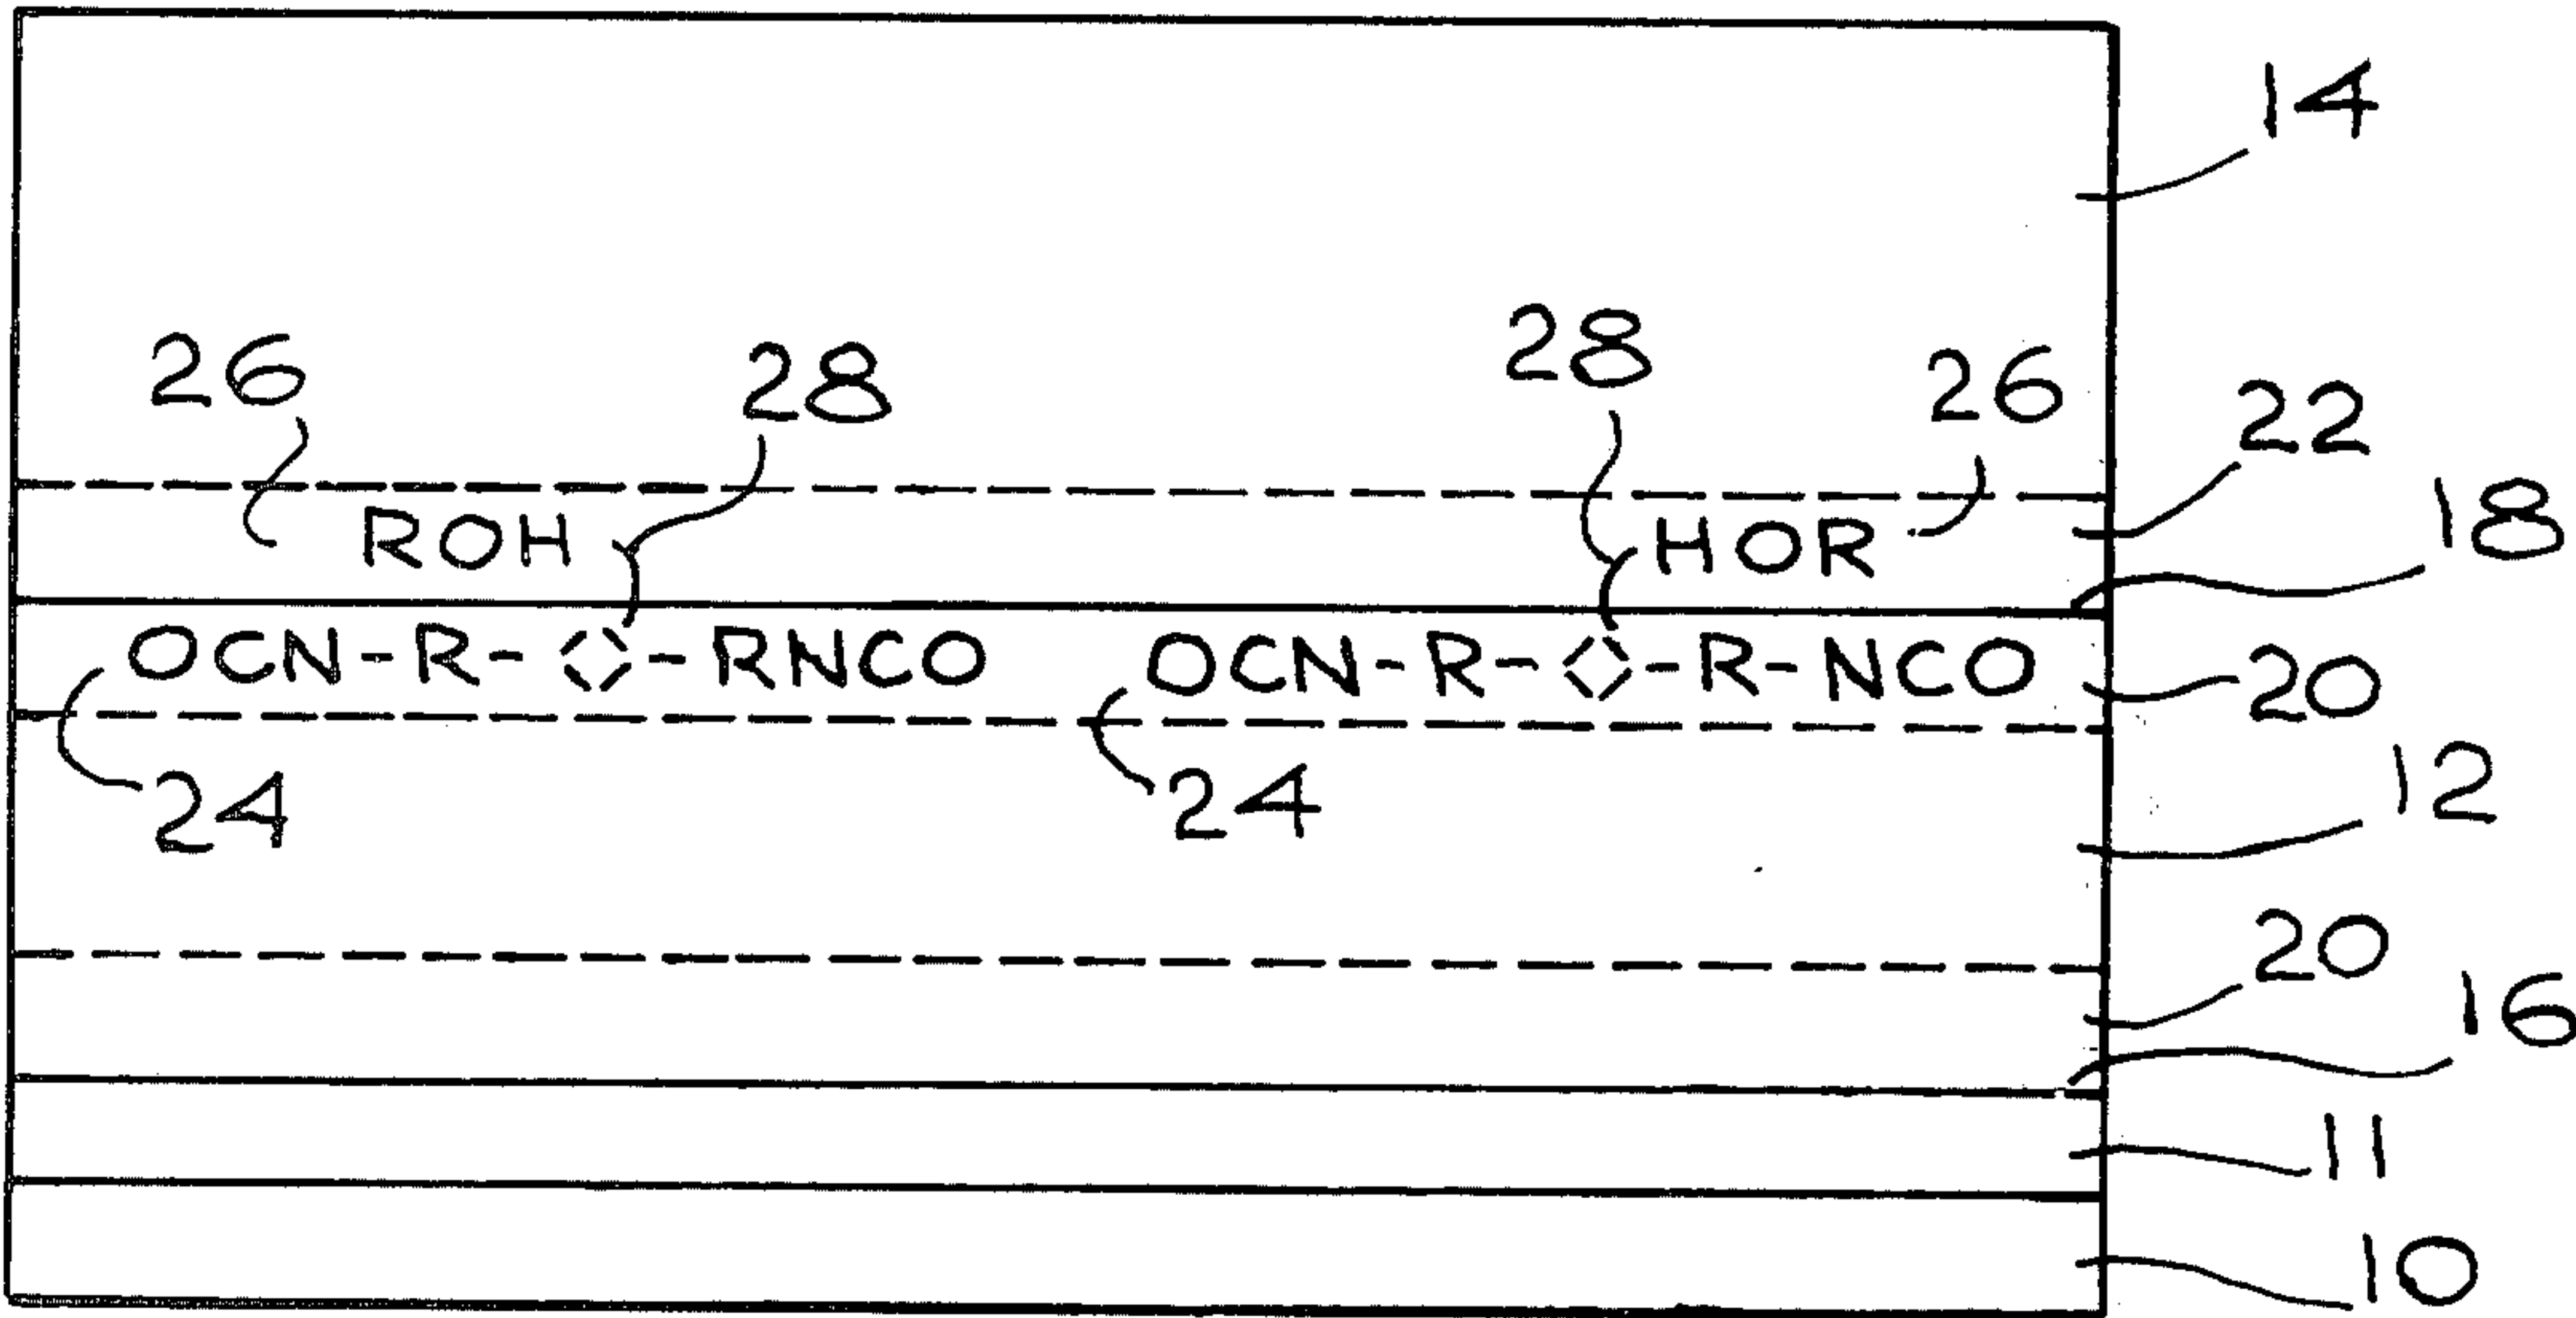 14
26 28 28 26 22
ROH HOR 18
OCN-R-◇-RNCO OCN-R-◇-R-NCO 20
24 24 12
20
16
11
10